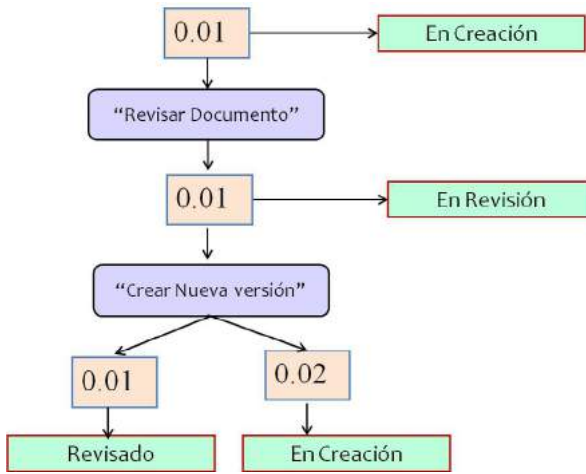 0.01
En Creación
“Revisar Documento”
0.01
En Revisión
“Crear Nueva versión”
0.01
0.02
Revisado
En Creación